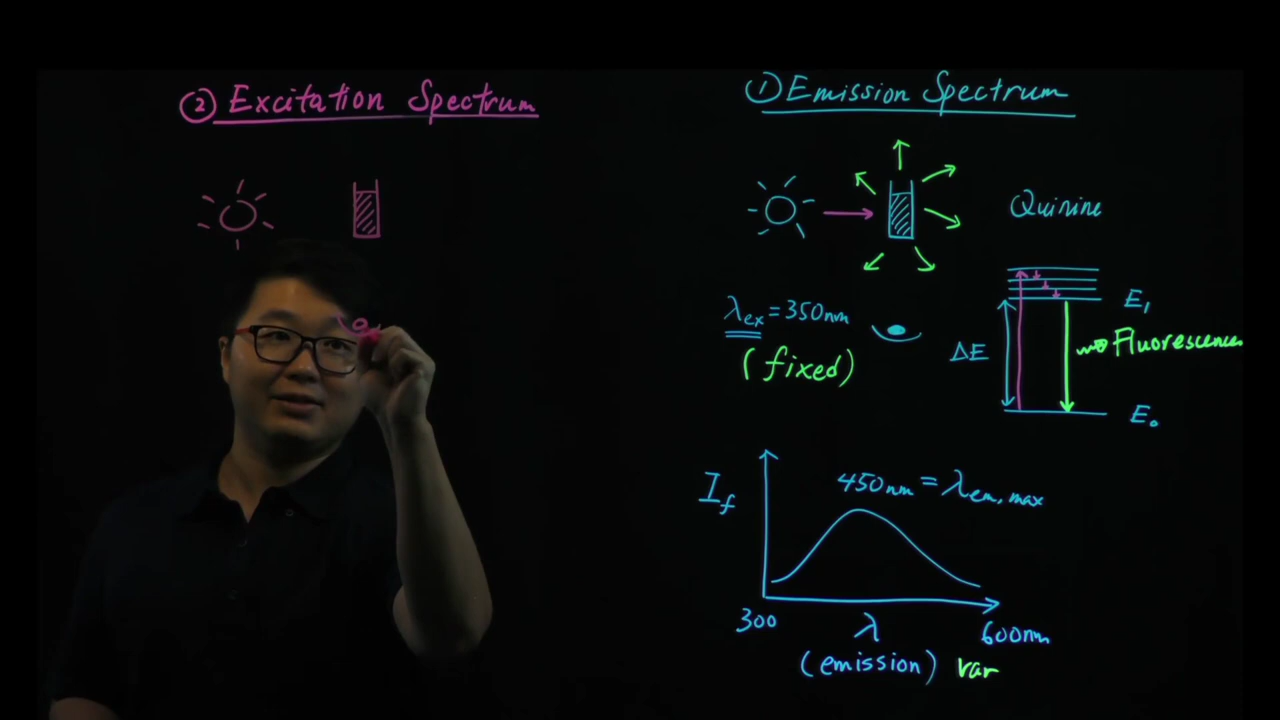 ② Excitation Spectrum
① Emission Spectrum
Quinine
λex = 350nm
(fixed)
E₁
ΔE
Fluorescence
E₀
If
450nm = λem, max
300
λ
600nm
(emission) var